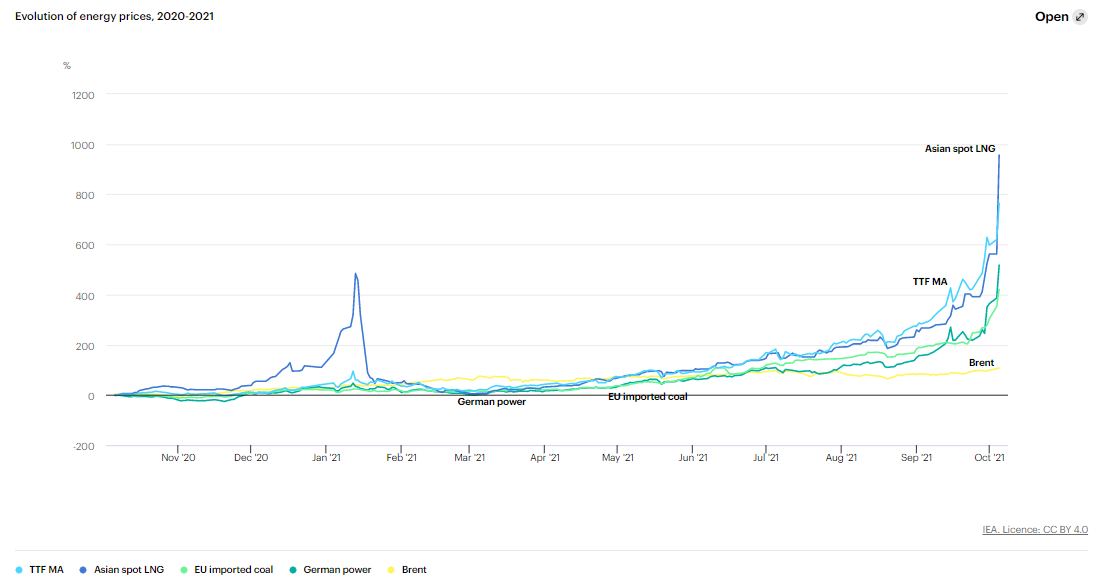 Evolution of energy prices, 2020-2021
Open
%
1200
1000
Asian spot LNG
800
600
TTF MA
400
200
Brent
0
German power
EU imported coal
-200
Nov '20 Dec '20 Jan '21 Feb '21 Mar '21 Apr '21 May '21 Jun '21 Jul '21 Aug '21 Sep '21 Oct '21
IEA. Licence: CC BY 4.0
TTF MA Asian spot LNG EU imported coal German power Brent